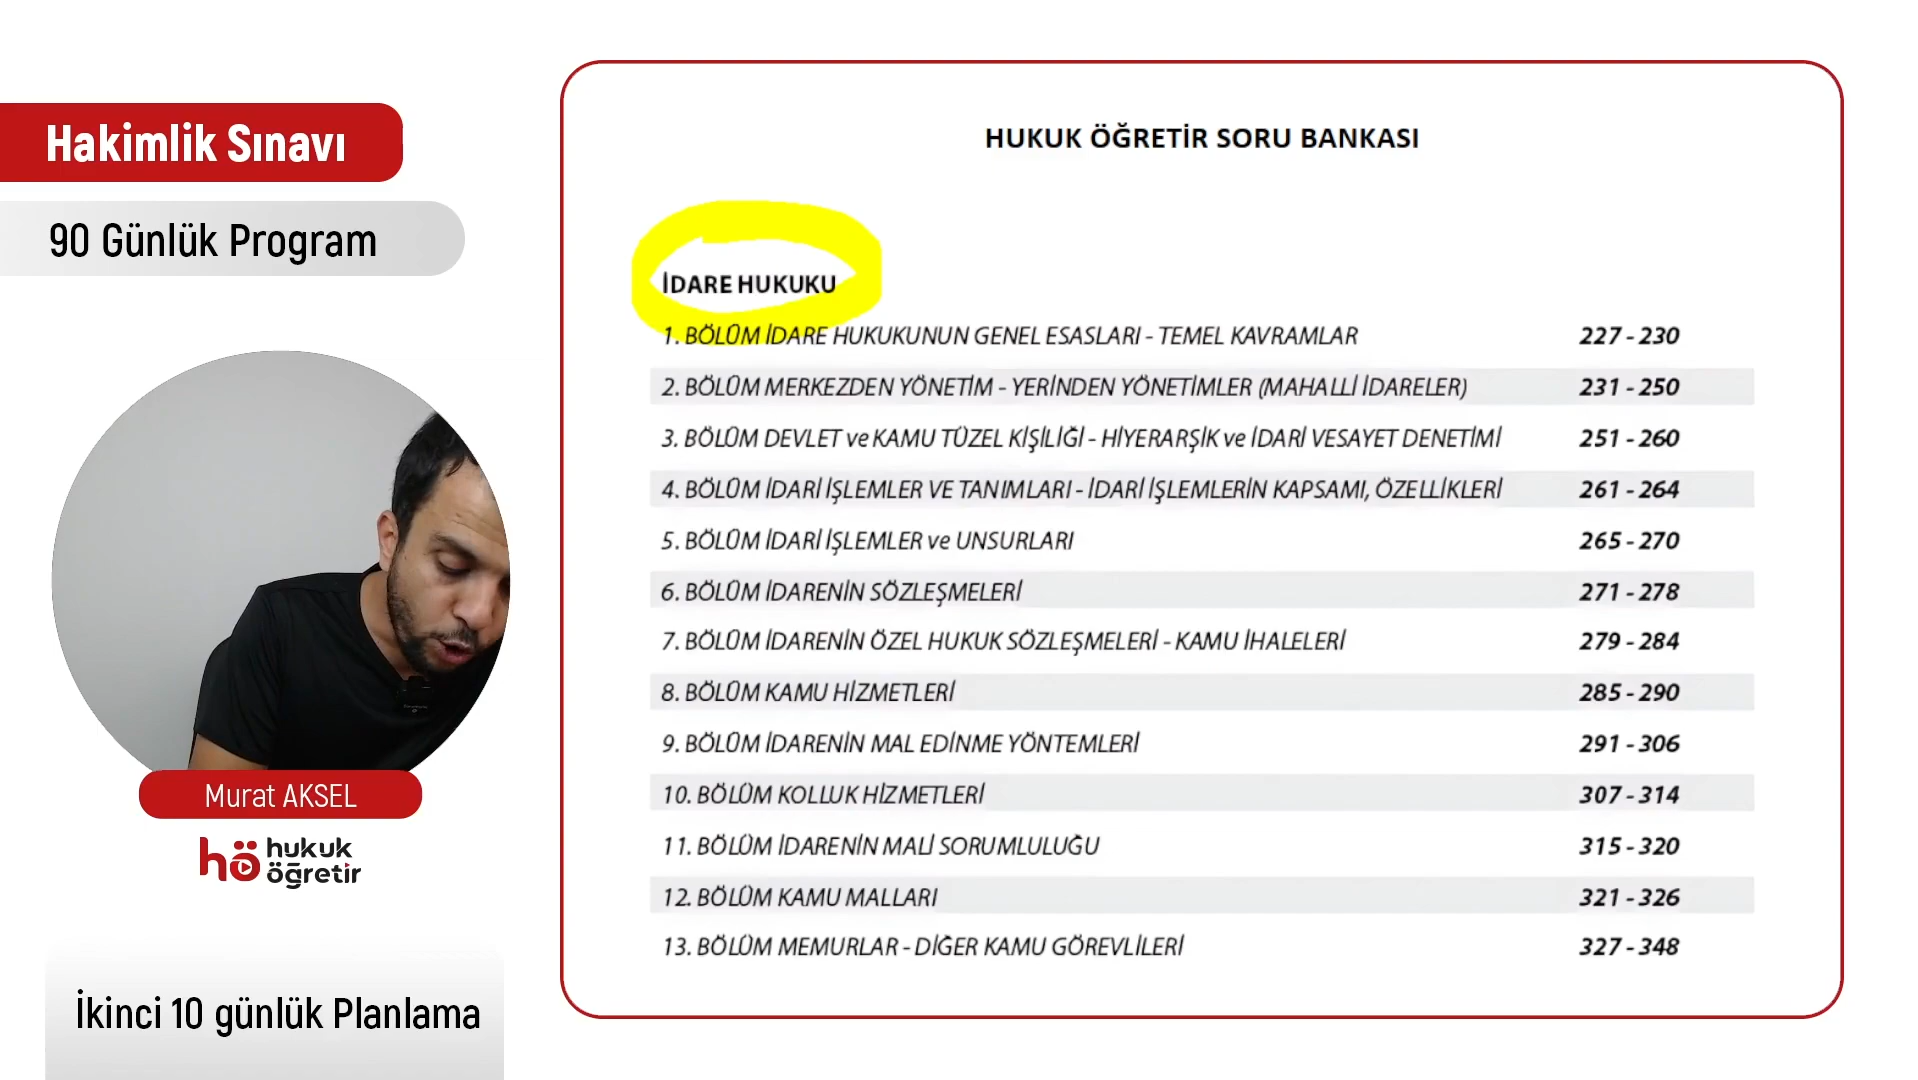 Hakimlik Sınavı
90 Günlük Program
Murat AKSEL
hö hukuk
öğretir
İkinci 10 günlük Planlama
HUKUK ÖĞRETİR SORU BANKASI
İDARE HUKUKU
1. BÖLÜM İDARE HUKUKUNUN GENEL ESASLARI - TEMEL KAVRAMLAR 227 - 230
2. BÖLÜM MERKEZDEN YÖNETİM - YERİNDEN YÖNETİMLER (MAHALLİ İDARELER) 231 - 250
3. BÖLÜM DEVLET ve KAMU TÜZEL KİŞİLİĞİ - HİYERARŞİK ve İDARİ VESAYET DENETİMİ 251 - 260
4. BÖLÜM İDARİ İŞLEMLER VE TANIMLARI - İDARİ İŞLEMLERİN KAPSAMI, ÖZELLİKLERİ 261 - 264
5. BÖLÜM İDARİ İŞLEMLER ve UNSURLARI 265 - 270
6. BÖLÜM İDARENİN SÖZLEŞMELERİ 271 - 278
7. BÖLÜM İDARENİN ÖZEL HUKUK SÖZLEŞMELERİ - KAMU İHALELERİ 279 - 284
8. BÖLÜM KAMU HİZMETLERİ 285 - 290
9. BÖLÜM İDARENİN MAL EDİNME YÖNTEMLERİ 291 - 306
10. BÖLÜM KOLLUK HİZMETLERİ 307 - 314
11. BÖLÜM İDARENİN MALİ SORUMLULUĞU 315 - 320
12. BÖLÜM KAMU MALLARI 321 - 326
13. BÖLÜM MEMURLAR - DİĞER KAMU GÖREVLİLERİ 327 - 348